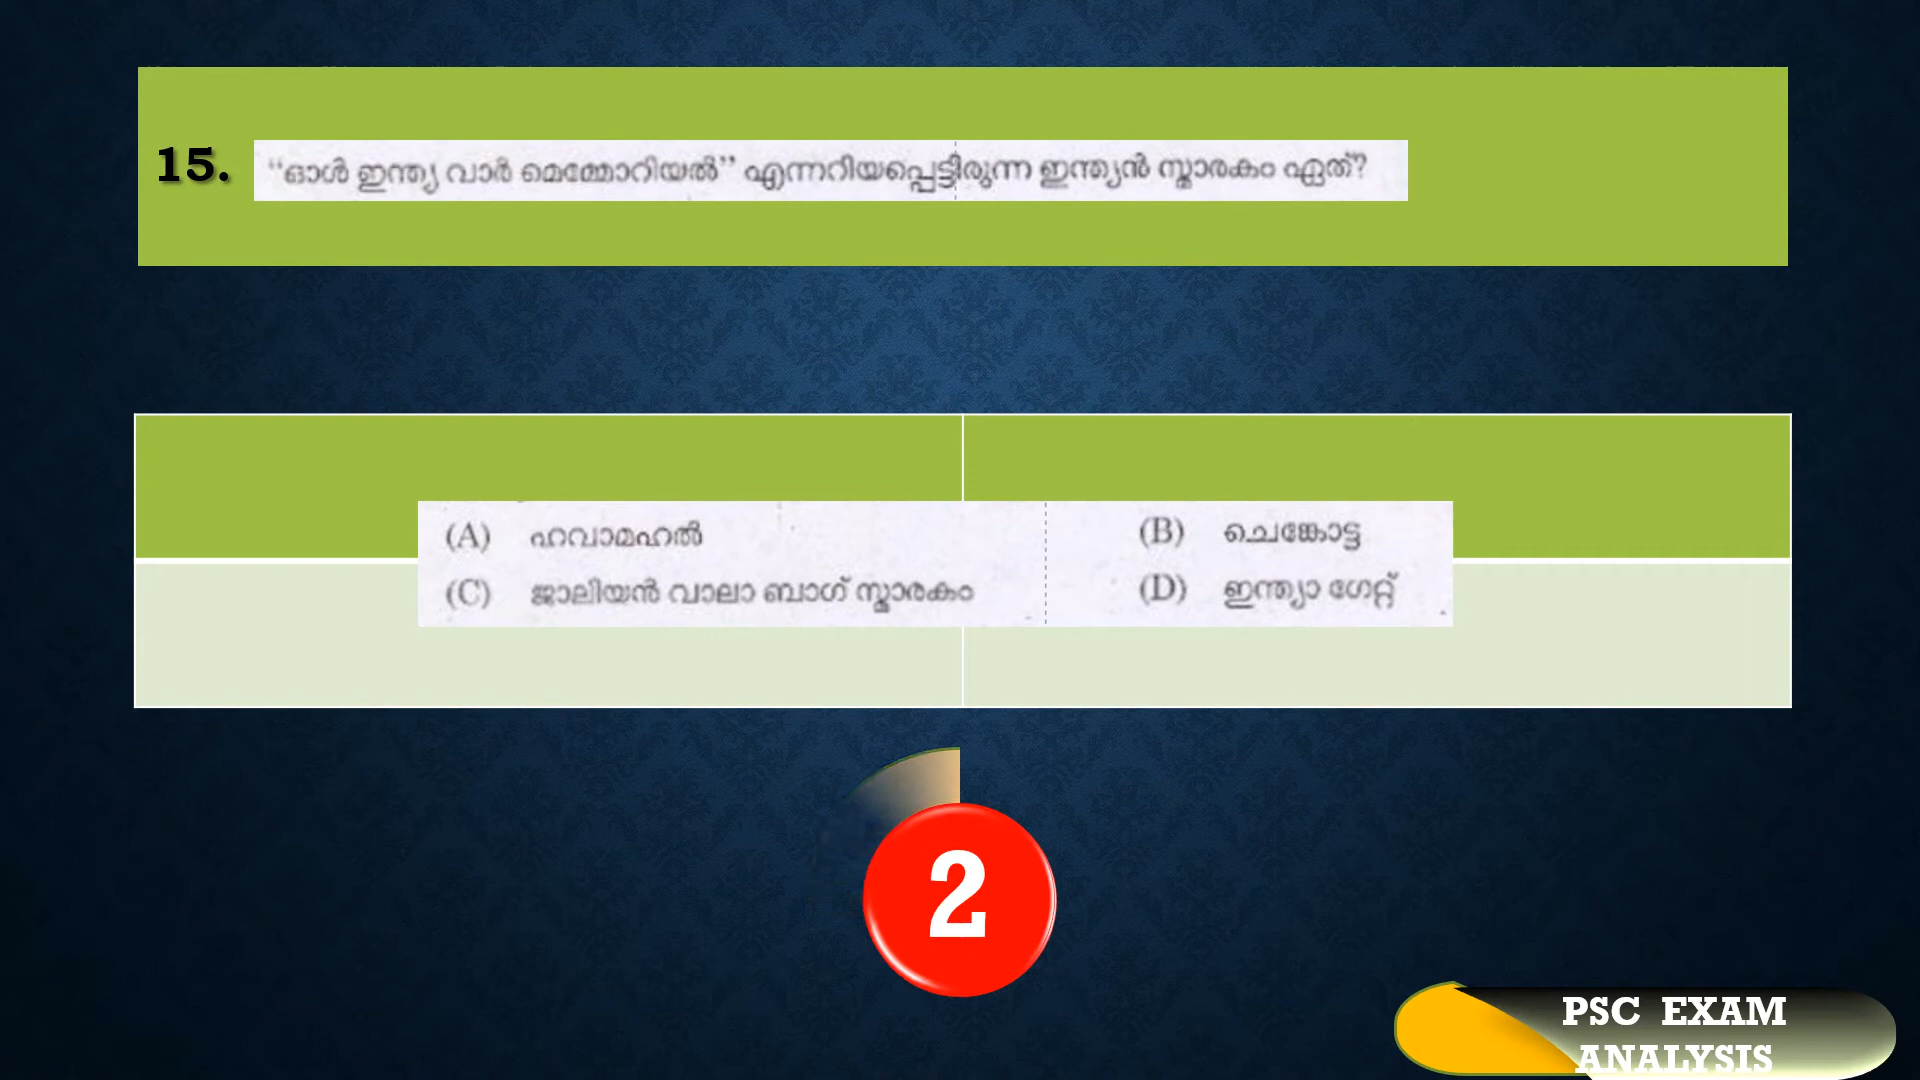 15. “ഓൾ ഇന്ത്യ വാർ മെമ്മോറിയൽ” എന്നറിയപ്പെട്ടിരുന്ന ഇന്ത്യൻ സ്മാരകം ഏത്?
(A) ഹവാമഹൽ (B) ചെങ്കോട്ട
(C) ജാലിയൻ വാലാ ബാഗ് സ്മാരകം (D) ഇന്ത്യാ ഗേറ്റ്
2
PSC EXAM
ANALYSIS